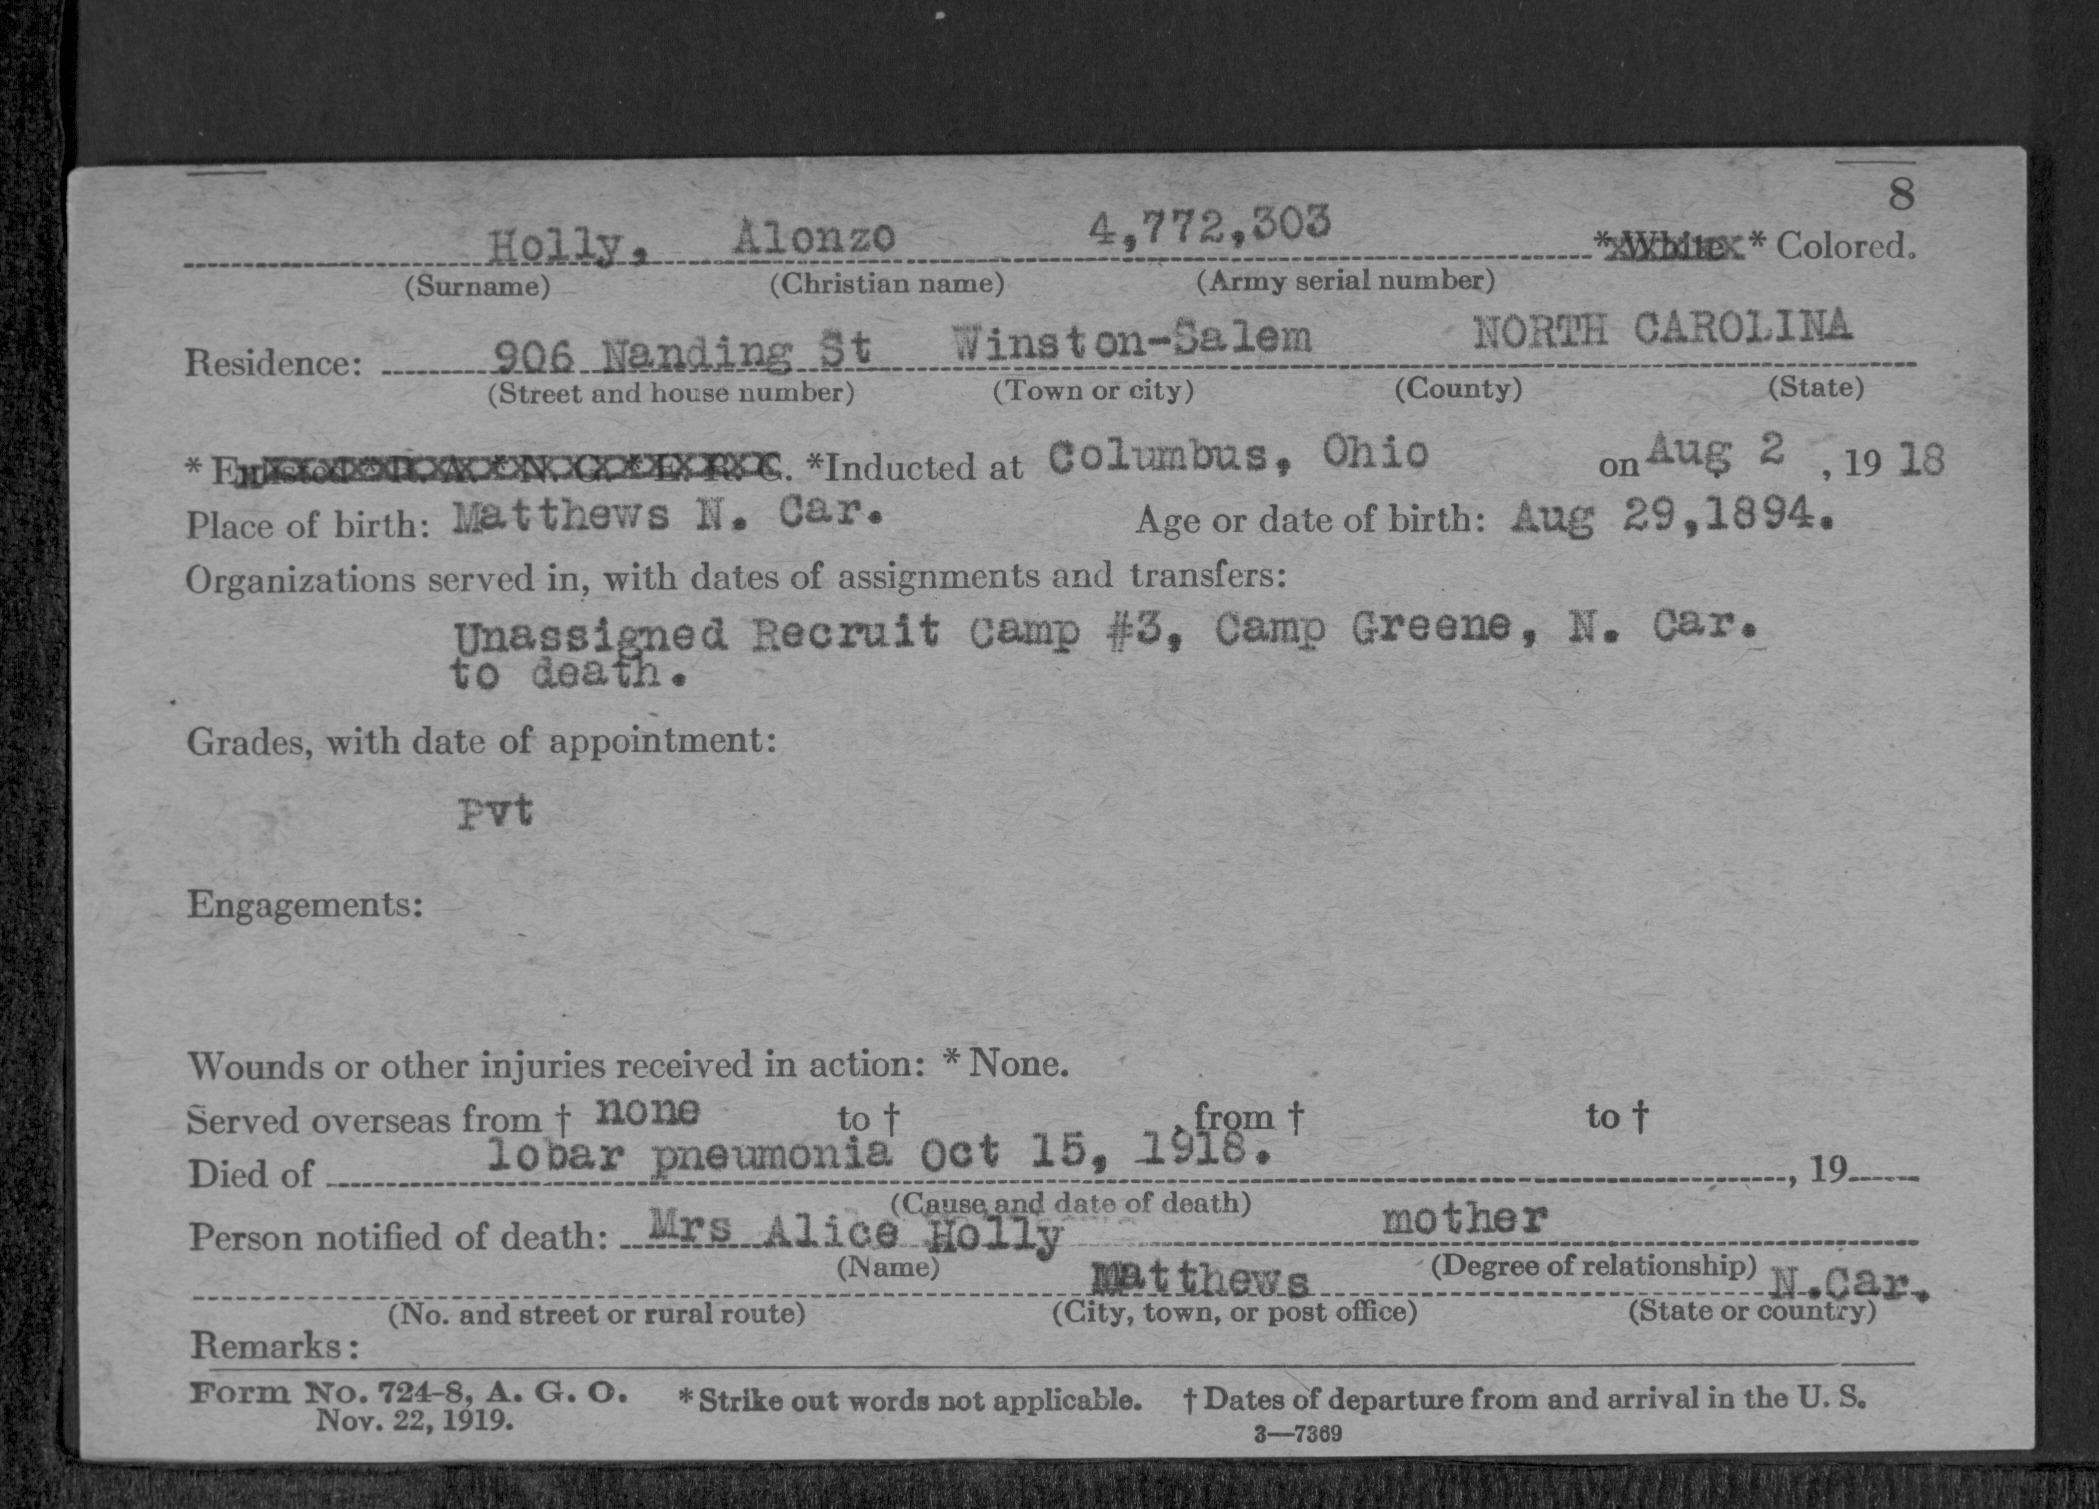 8
Holly, Alonzo 4,772,303 *White *Colored.
(Surname) (Christian name) (Army serial number)
Residence: 906 Nanding St Winston-Salem NORTH CAROLINA
(Street and house number) (Town or city) (County) (State)
*Enlisted *R. A. *N. G. *E. R. C. *Inducted at Columbus, Ohio on Aug 2, 1918
Place of birth: Matthews N. Car. Age or date of birth: Aug 29,1894.
Organizations served in, with dates of assignments and transfers:
Unassigned Recruit Camp #3, Camp Greene, N. Car.
to death.
Grades, with date of appointment:
Pvt
Engagements:
Wounds or other injuries received in action: *None.
Served overseas from † none to † , from † to †
Died of lobar pneumonia Oct 15, 1918. , 19
(Cause and date of death)
Person notified of death: Mrs Alice Holly mother
(Name) (Degree of relationship)
Matthews N.Car.
(No. and street or rural route) (City, town, or post office) (State or country)
Remarks:
Form No. 724-8, A. G. O. *Strike out words not applicable. †Dates of departure from and arrival in the U. S.
Nov. 22, 1919. 3—7369